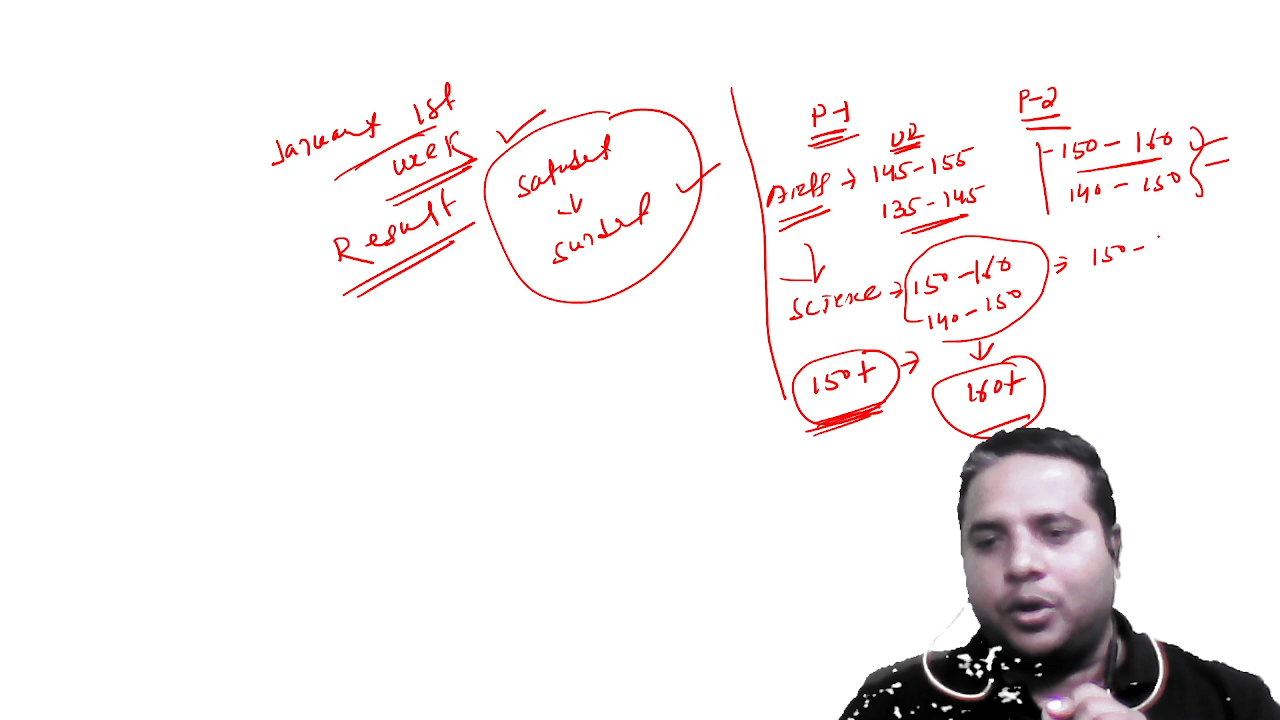 January 1st
week
Result
Saturday
Sunday
P-1
UR
→ 145-155
135-145
P-2
-150-160
140-150
Science → 150-160
140-150
⇒ 150-
150+ →
160+